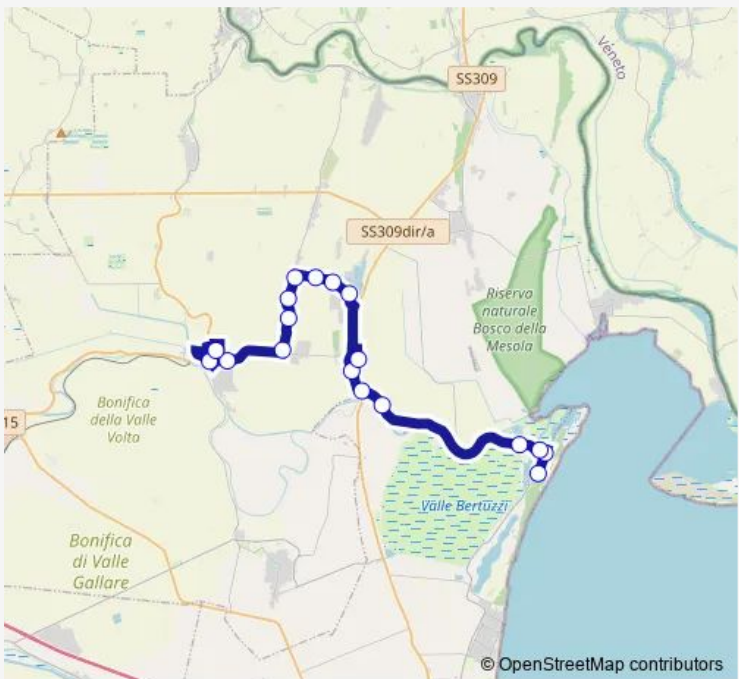 SS309
Véneto
SS309dir/a
Riserva
naturale
Bosco della
Mesola
Bonifica
della Valle
Volta
15
Valle Bertuzzi
Bonifica
di Valle
Gallare
© OpenStreetMap contributors